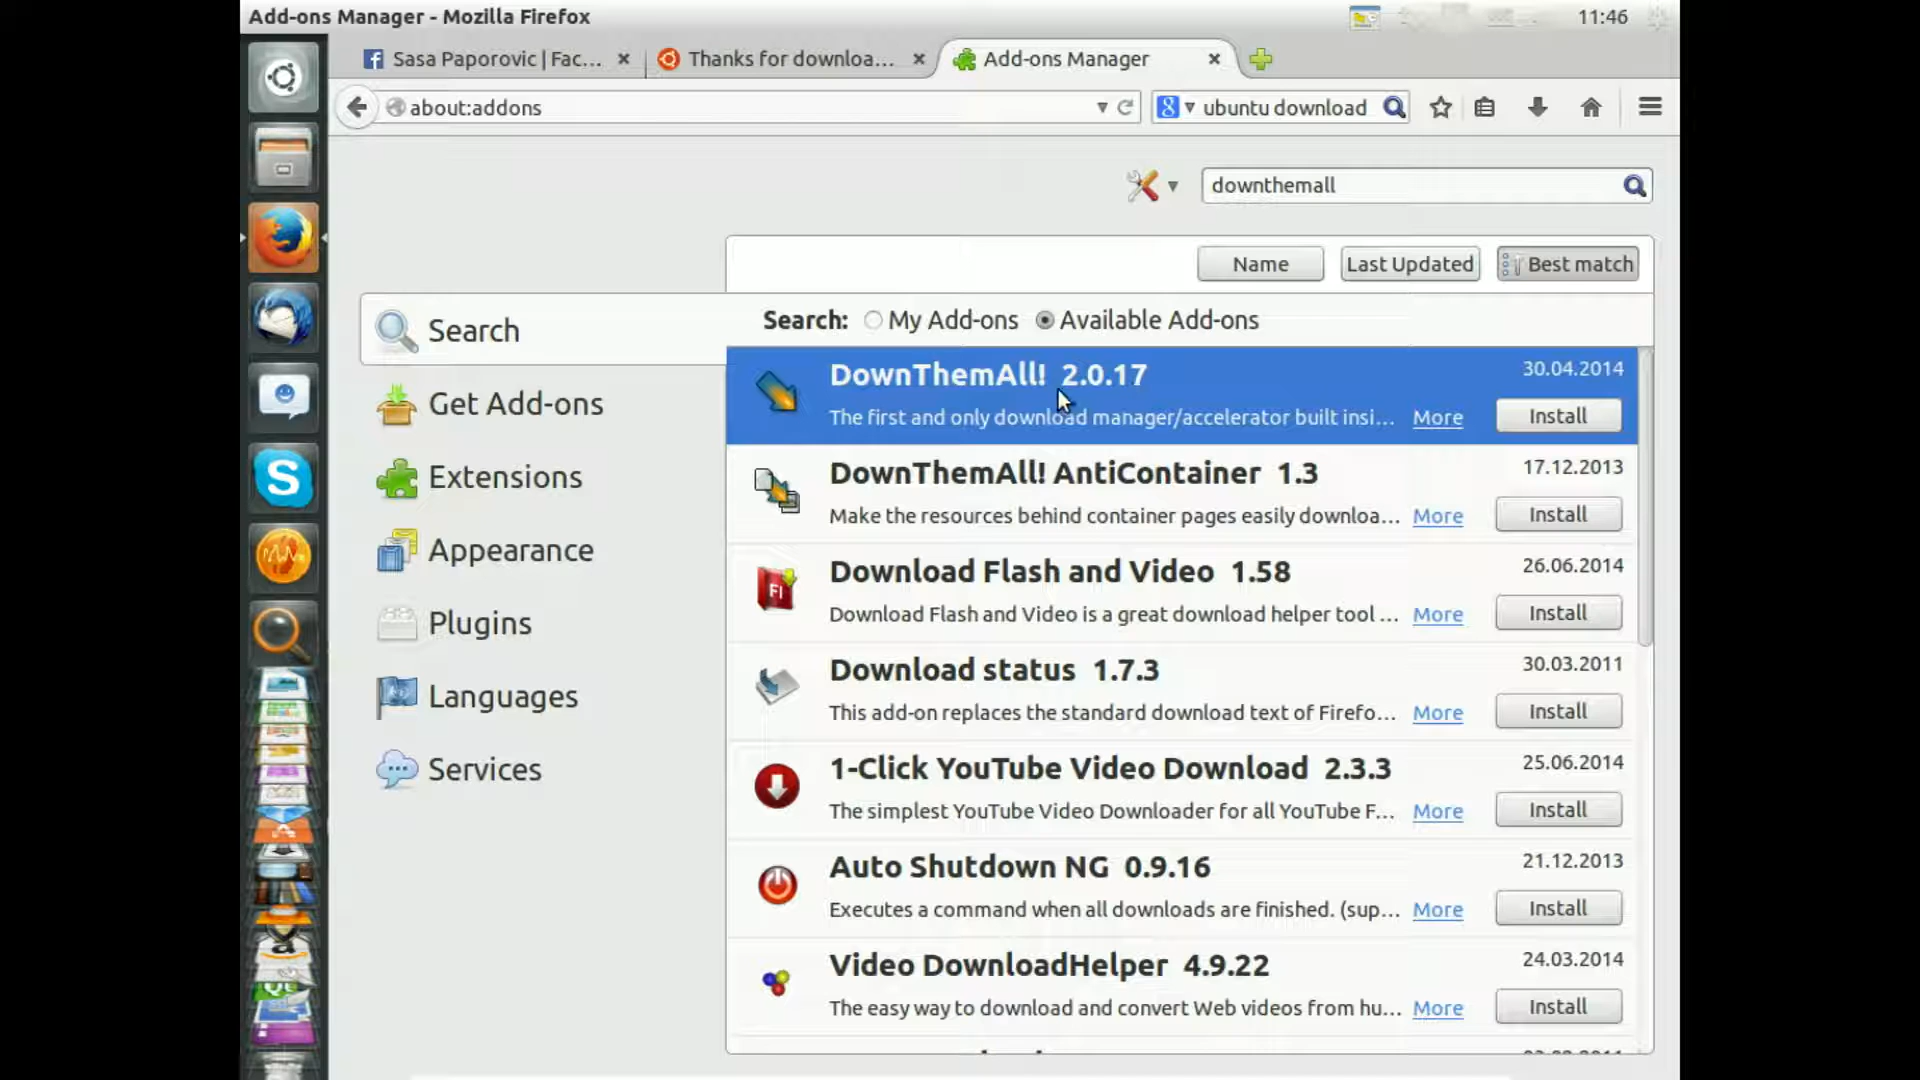 Add-ons Manager - Mozilla Firefox
11:46
Sasa Paporovic | Fac...
Thanks for downloa...
Add-ons Manager
about:addons
ubuntu download
downthemall
Name
Last Updated
Best match
Search
Search: My Add-ons Available Add-ons
Get Add-ons
Extensions
Appearance
Plugins
Languages
Services
DownThemAll! 2.0.17
30.04.2014
The first and only download manager/accelerator built insi...
More
Install
DownThemAll! AntiContainer 1.3
17.12.2013
Make the resources behind container pages easily downloa...
More
Install
Download Flash and Video 1.58
26.06.2014
Download Flash and Video is a great download helper tool ...
More
Install
Download status 1.7.3
30.03.2011
This add-on replaces the standard download text of Firefo...
More
Install
1-Click YouTube Video Download 2.3.3
25.06.2014
The simplest YouTube Video Downloader for all YouTube F...
More
Install
Auto Shutdown NG 0.9.16
21.12.2013
Executes a command when all downloads are finished. (sup...
More
Install
Video DownloadHelper 4.9.22
24.03.2014
The easy way to download and convert Web videos from hu...
More
Install